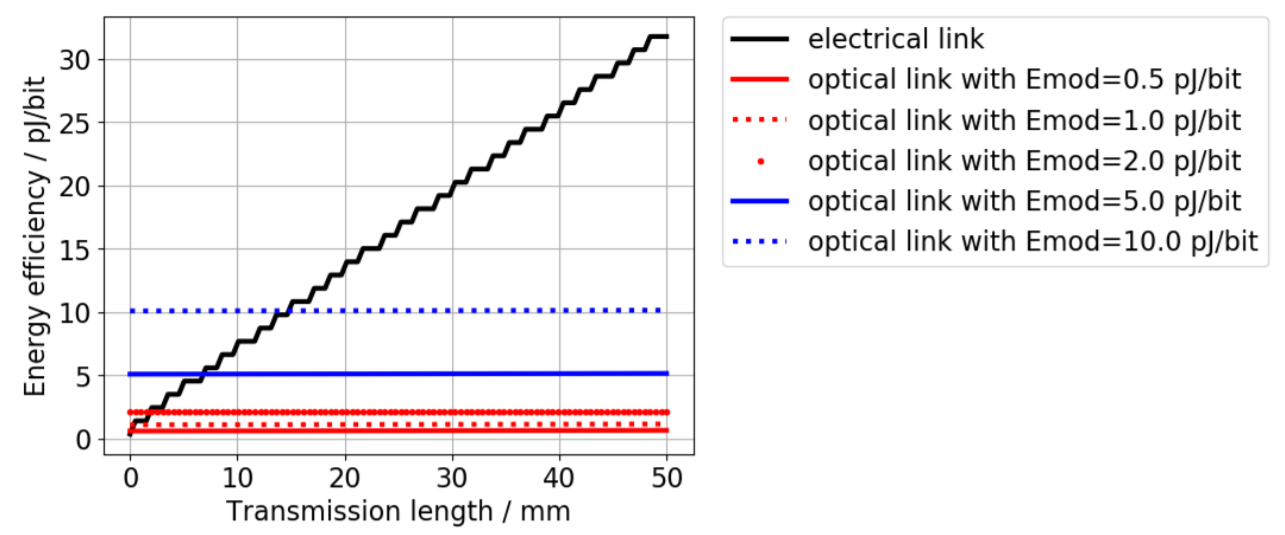 Energy efficiency / pJ/bit
30
25
20
15
10
5
0
0 10 20 30 40 50
Transmission length / mm
electrical link
optical link with Emod=0.5 pJ/bit
optical link with Emod=1.0 pJ/bit
optical link with Emod=2.0 pJ/bit
optical link with Emod=5.0 pJ/bit
optical link with Emod=10.0 pJ/bit